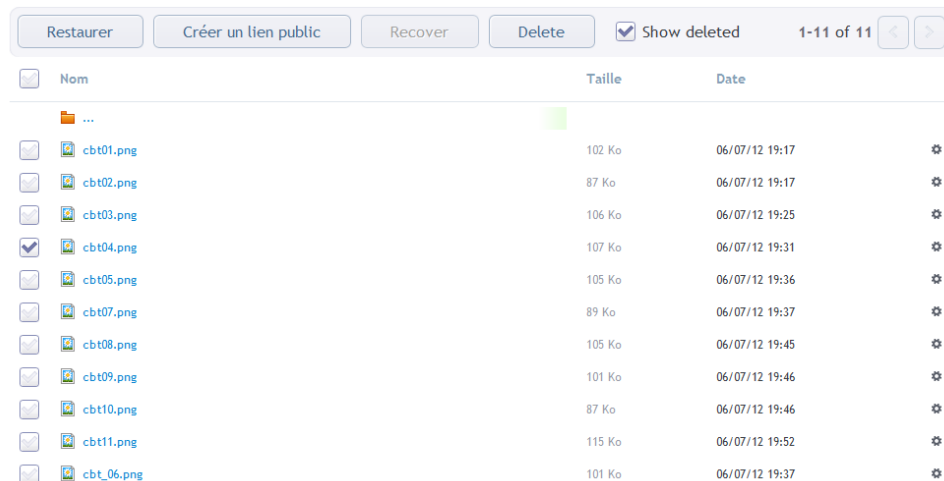 Restaurer Créer un lien public Recover Delete Show deleted 1-11 of 11
Nom Taille Date
...
cbt01.png 102 Ko 06/07/12 19:17
cbt02.png 87 Ko 06/07/12 19:17
cbt03.png 106 Ko 06/07/12 19:25
cbt04.png 107 Ko 06/07/12 19:31
cbt05.png 105 Ko 06/07/12 19:36
cbt07.png 89 Ko 06/07/12 19:37
cbt08.png 105 Ko 06/07/12 19:45
cbt09.png 101 Ko 06/07/12 19:46
cbt10.png 87 Ko 06/07/12 19:46
cbt11.png 115 Ko 06/07/12 19:52
cbt_06.png 101 Ko 06/07/12 19:37